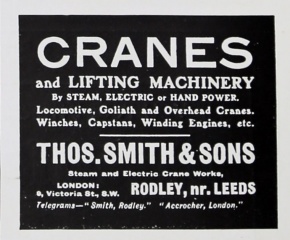 CRANES
and LIFTING MACHINERY
By STEAM, ELECTRIC or HAND POWER.
Locomotive, Goliath and Overhead Cranes.
Winches, Capstans, Winding Engines, etc.
THOS. SMITH & SONS
Steam and Electric Crane Works,
LONDON:
6, Victoria St., S.W.
RODLEY, nr. LEEDS
Telegrams—"Smith, Rodley." "Accrocher, London."